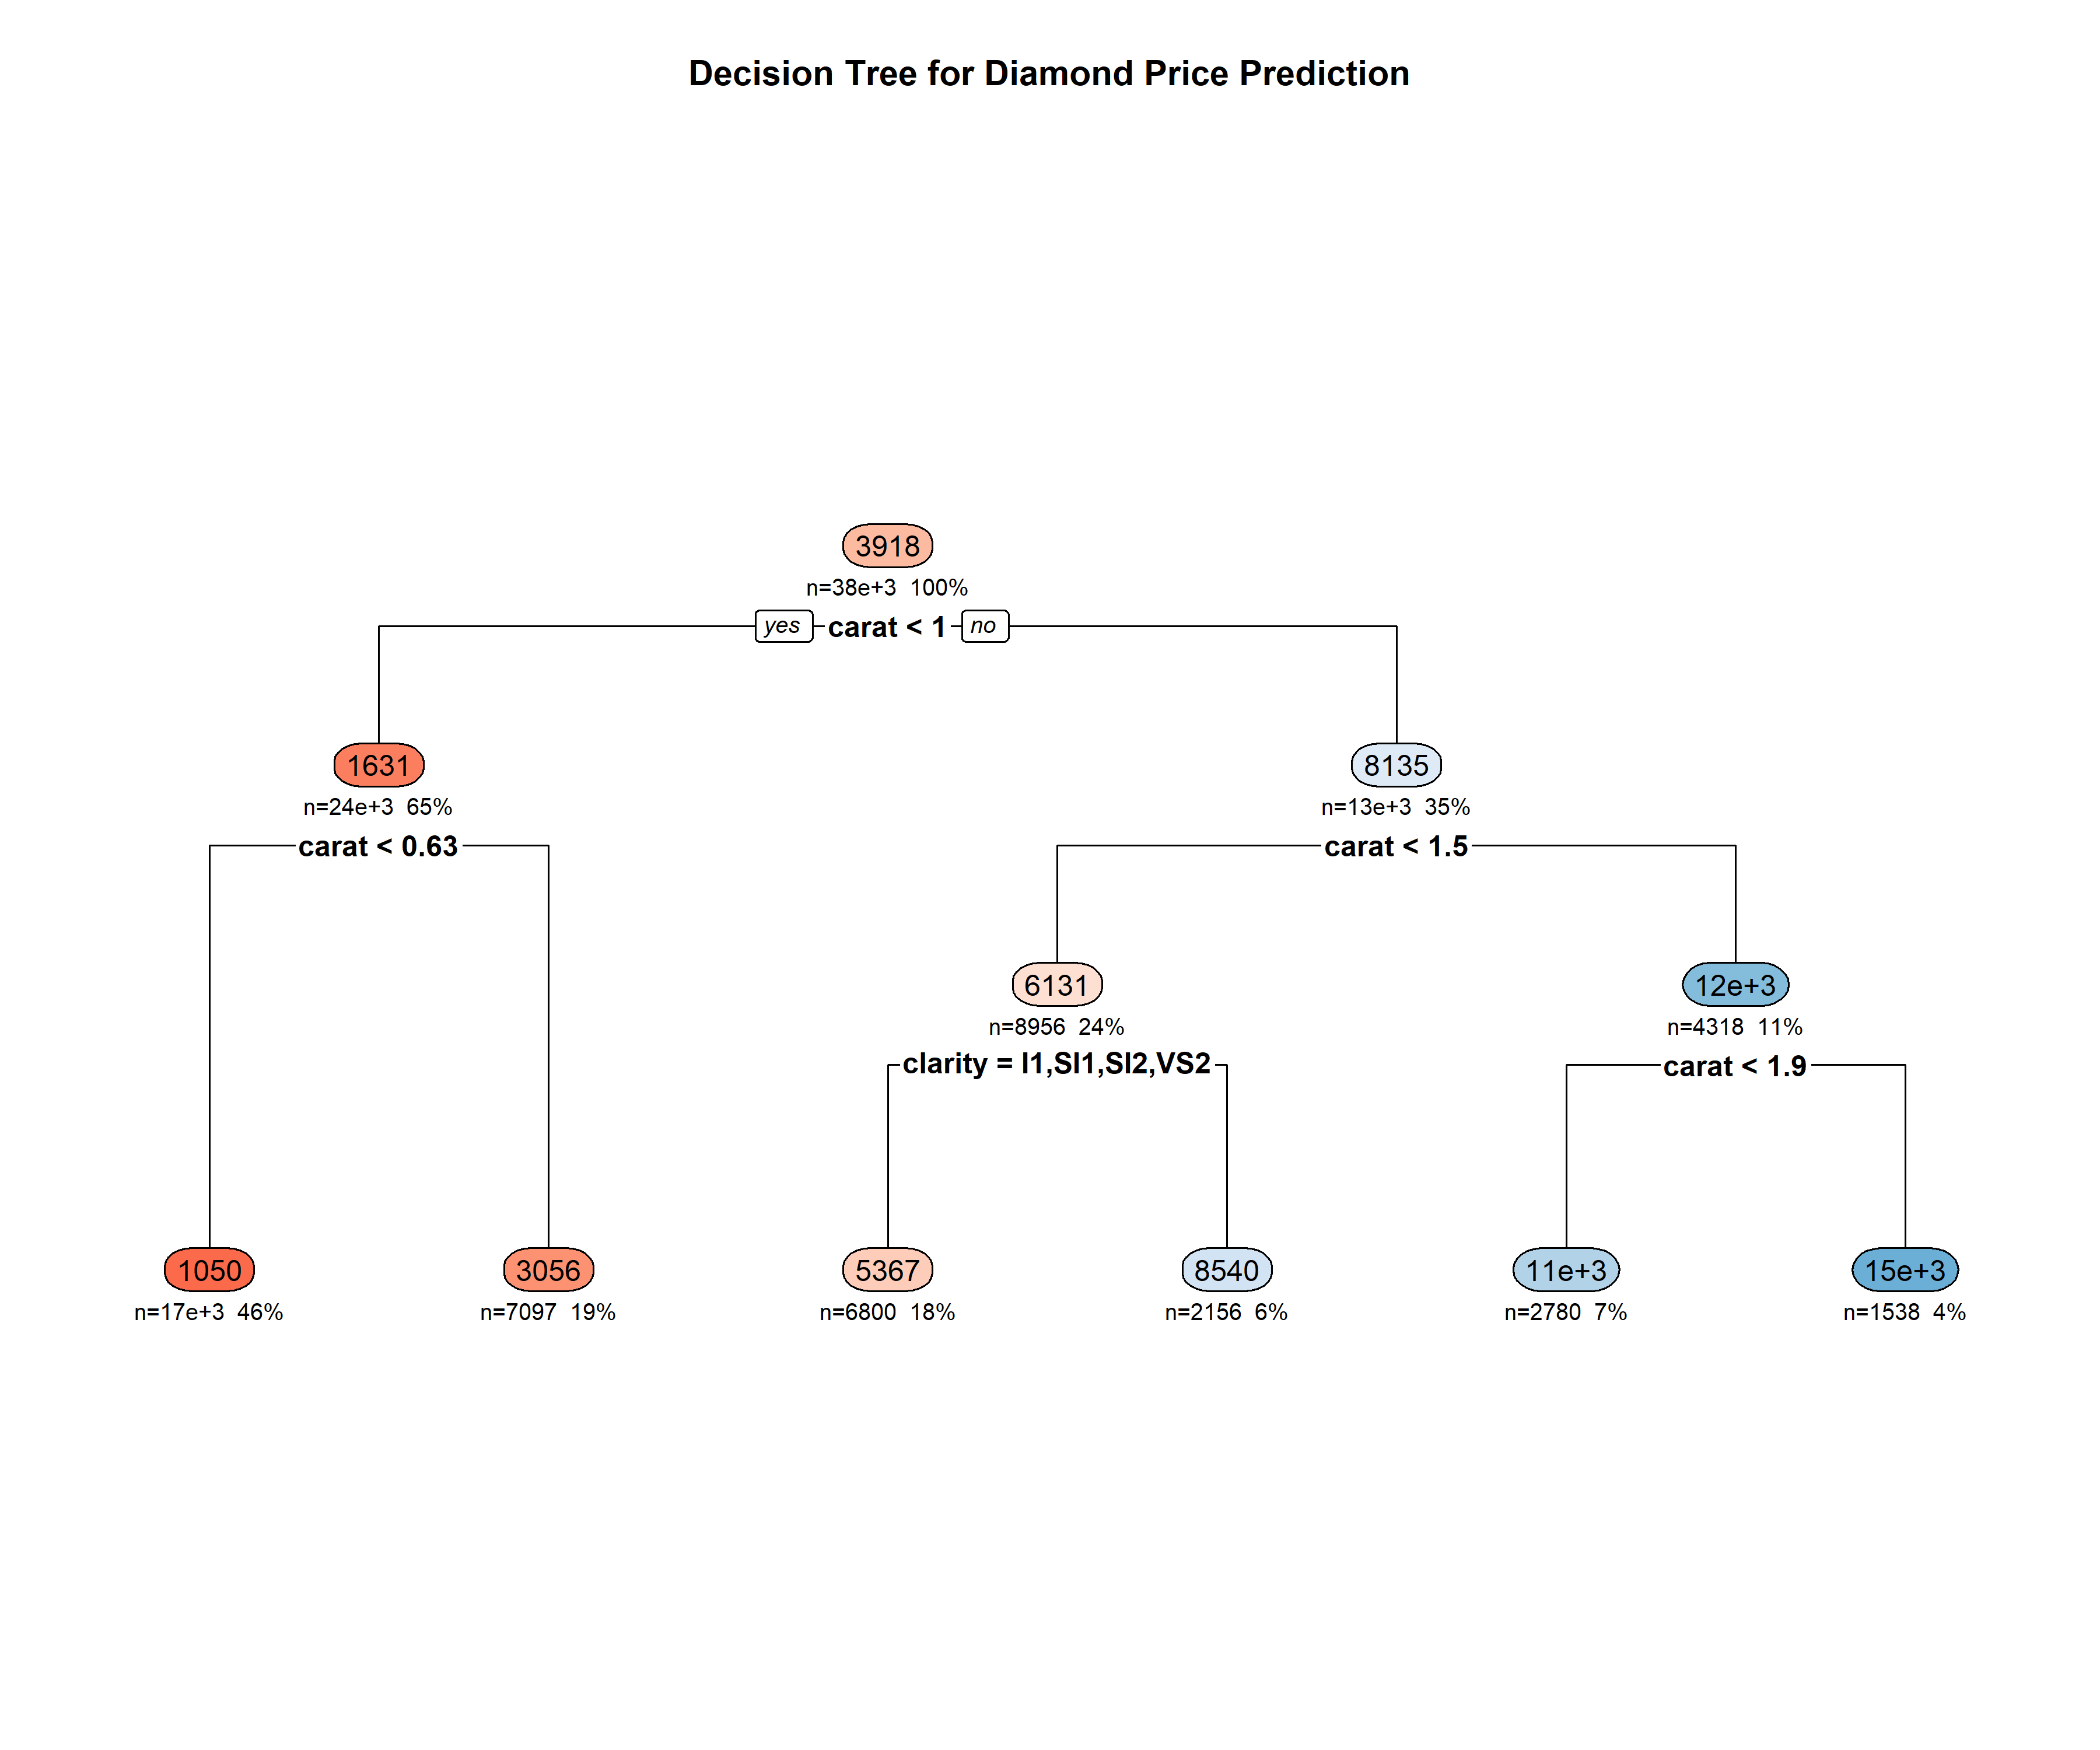 Decision Tree for Diamond Price Prediction
3918
n=38e+3 100%
yes carat < 1 no
1631 8135
n=24e+3 65% n=13e+3 35%
carat < 0.63 carat < 1.5
6131 12e+3
n=8956 24% n=4318 11%
clarity = I1,SI1,SI2,VS2 carat < 1.9
1050 3056 5367 8540 11e+3 15e+3
n=17e+3 46% n=7097 19% n=6800 18% n=2156 6% n=2780 7% n=1538 4%